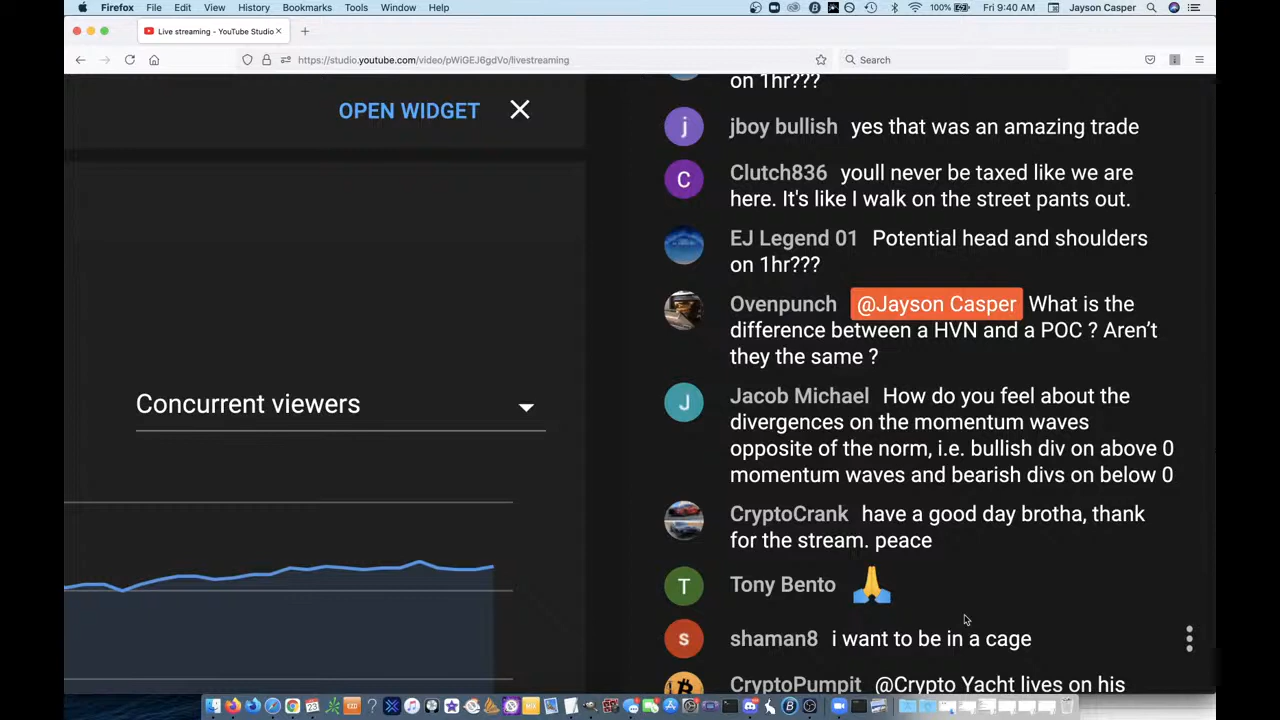 Firefox File Edit View History Bookmarks Tools Window Help 100% Fri 9:40 AM Jayson Casper
Live streaming - YouTube Studio
https://studio.youtube.com/video/pWiGEJ6gdVo/livestreaming
Search
OPEN WIDGET
Concurrent viewers
on 1hr???
j jboy bullish yes that was an amazing trade
C Clutch836 youll never be taxed like we are
here. It's like I walk on the street pants out.
EJ Legend 01 Potential head and shoulders
on 1hr???
Ovenpunch @Jayson Casper What is the
difference between a HVN and a POC ? Aren't
they the same ?
J Jacob Michael How do you feel about the
divergences on the momentum waves
opposite of the norm, i.e. bullish div on above 0
momentum waves and bearish divs on below 0
CryptoCrank have a good day brotha, thank
for the stream. peace
T Tony Bento
s shaman8 i want to be in a cage
CryptoPumpit @Crypto Yacht lives on his